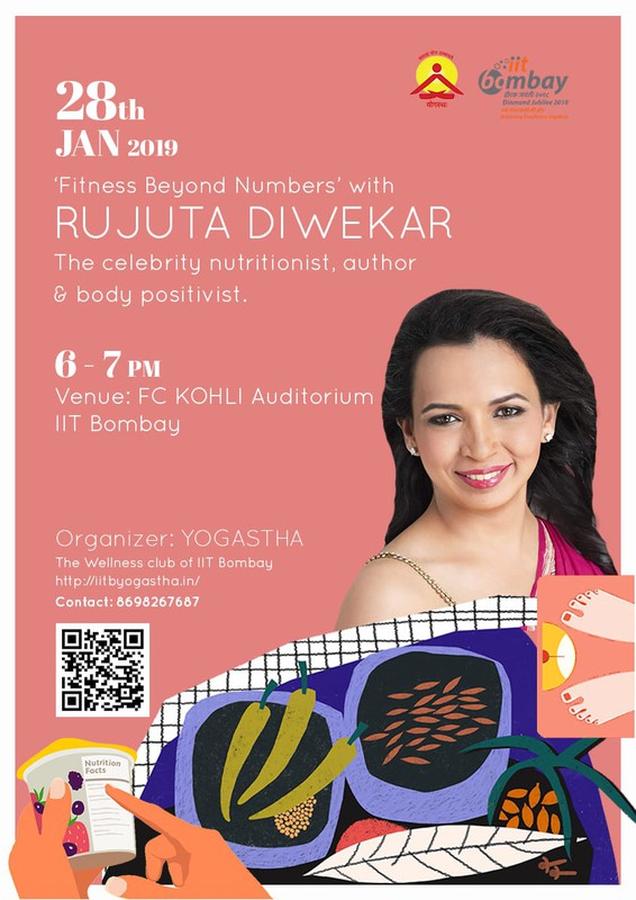 28th
JAN 2019
'Fitness Beyond Numbers' with
RUJUTA DIWEKAR
The celebrity nutritionist, author
& body positivist.
6 - 7 PM
Venue: FC KOHLI Auditorium
IIT Bombay
Organizer: YOGASTHA
The Wellness club of IIT Bombay
http://iitbyogastha.in/
Contact: 8698267687
योगस्थः
iit
bombay
Diamond Jubilee 2018
Nutrition
Facts